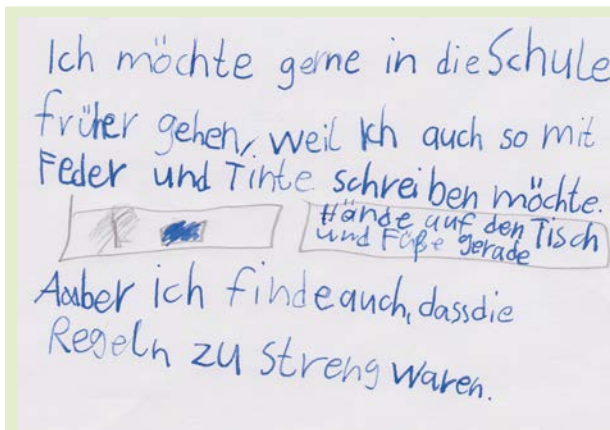 Ich möchte gerne in die Schule
früher gehen, weil Ich auch so mit
Feder und Tinte schreiben möchte.
Hände auf den Tisch
und Füße gerade
Aaber ich finde auch, dass die
Regeln zu streng waren.